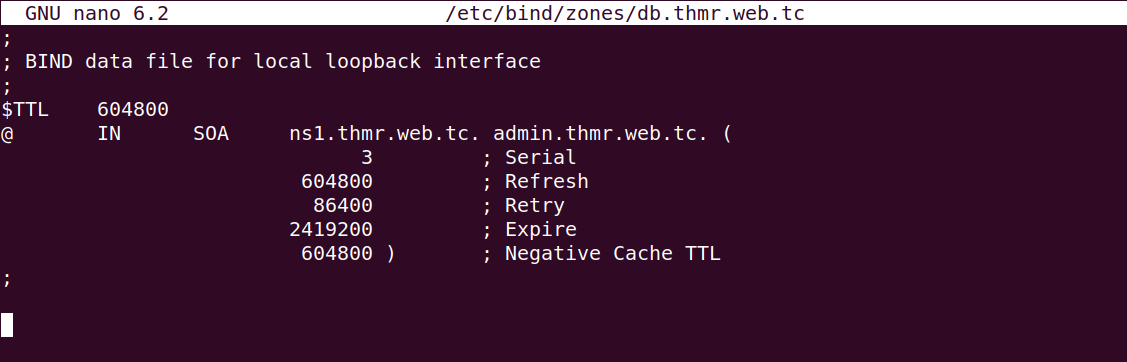 GNU nano 6.2 /etc/bind/zones/db.thmr.web.tc
;
; BIND data file for local loopback interface
;
$TTL 604800
@ IN SOA ns1.thmr.web.tc. admin.thmr.web.tc. (
3 ; Serial
604800 ; Refresh
86400 ; Retry
2419200 ; Expire
604800 ) ; Negative Cache TTL
;